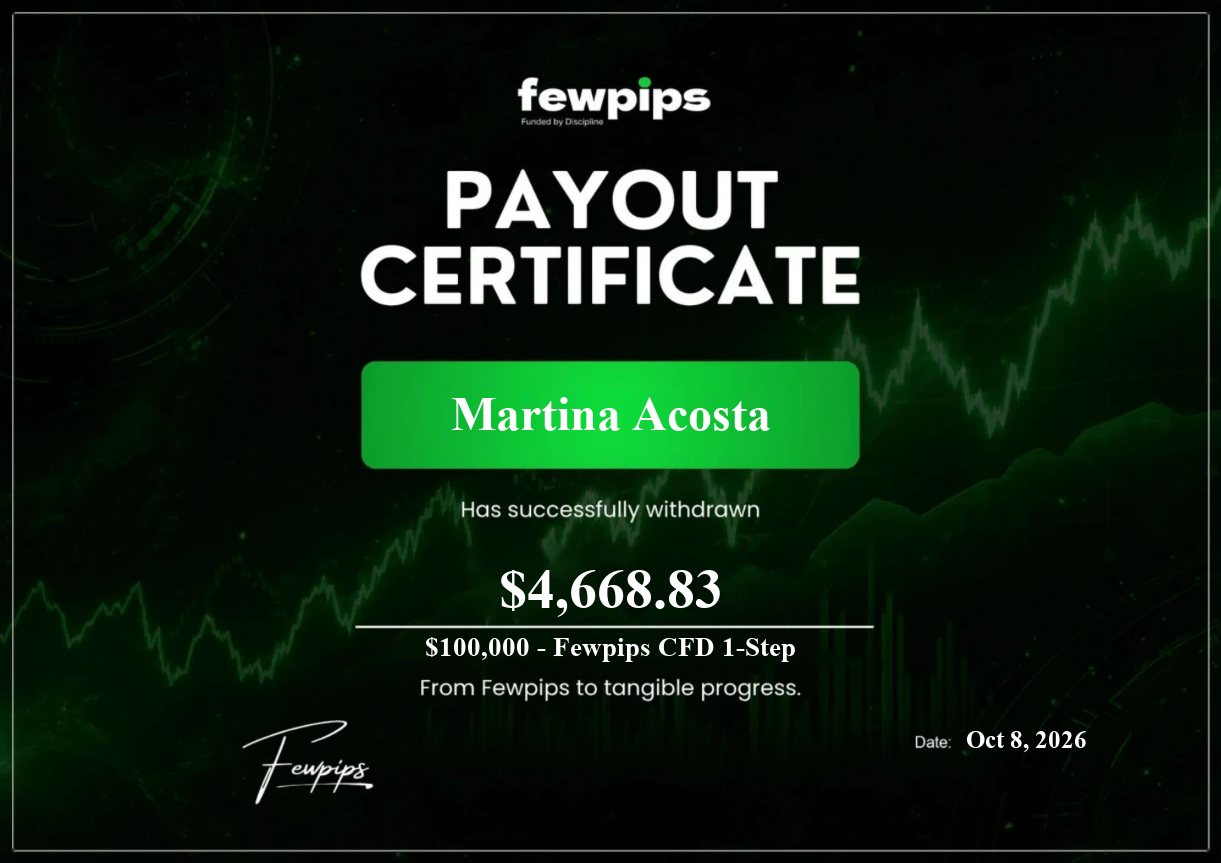 fewpips
Funded by Discipline
PAYOUT
CERTIFICATE
Martina Acosta
Has successfully withdrawn
$4,668.83
$100,000 - Fewpips CFD 1-Step
From Fewpips to tangible progress.
Fewpips
Date: Oct 8, 2026